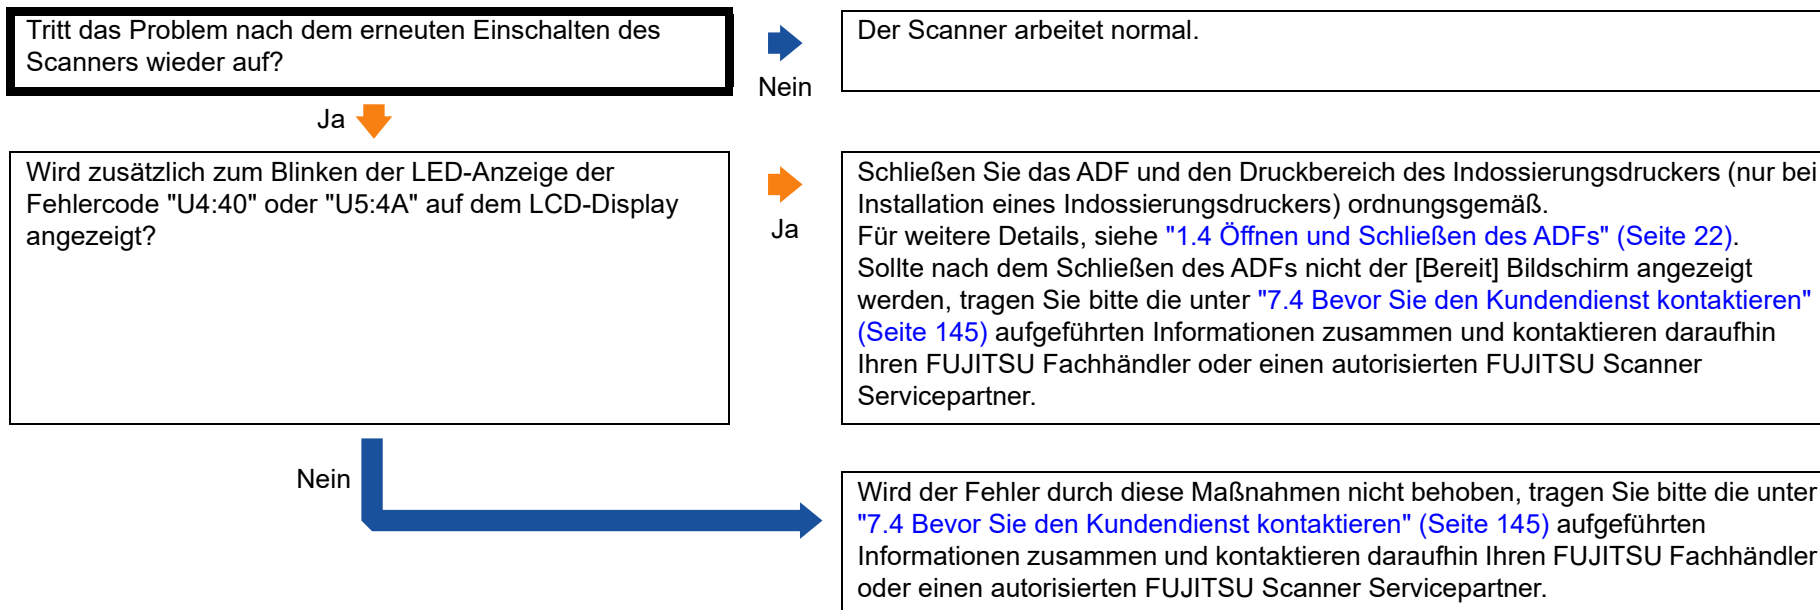 Tritt das Problem nach dem erneuten Einschalten des
Scanners wieder auf?
Nein
Der Scanner arbeitet normal.
Ja
Wird zusätzlich zum Blinken der LED-Anzeige der
Fehlercode "U4:40" oder "U5:4A" auf dem LCD-Display
angezeigt?
Ja
Schließen Sie das ADF und den Druckbereich des Indossierungsdruckers (nur bei
Installation eines Indossierungsdruckers) ordnungsgemäß.
Für weitere Details, siehe "1.4 Öffnen und Schließen des ADFs" (Seite 22).
Sollte nach dem Schließen des ADFs nicht der [Bereit] Bildschirm angezeigt
werden, tragen Sie bitte die unter "7.4 Bevor Sie den Kundendienst kontaktieren"
(Seite 145) aufgeführten Informationen zusammen und kontaktieren daraufhin
Ihren FUJITSU Fachhändler oder einen autorisierten FUJITSU Scanner
Servicepartner.
Nein
Wird der Fehler durch diese Maßnahmen nicht behoben, tragen Sie bitte die unter
"7.4 Bevor Sie den Kundendienst kontaktieren" (Seite 145) aufgeführten
Informationen zusammen und kontaktieren daraufhin Ihren FUJITSU Fachhändler
oder einen autorisierten FUJITSU Scanner Servicepartner.